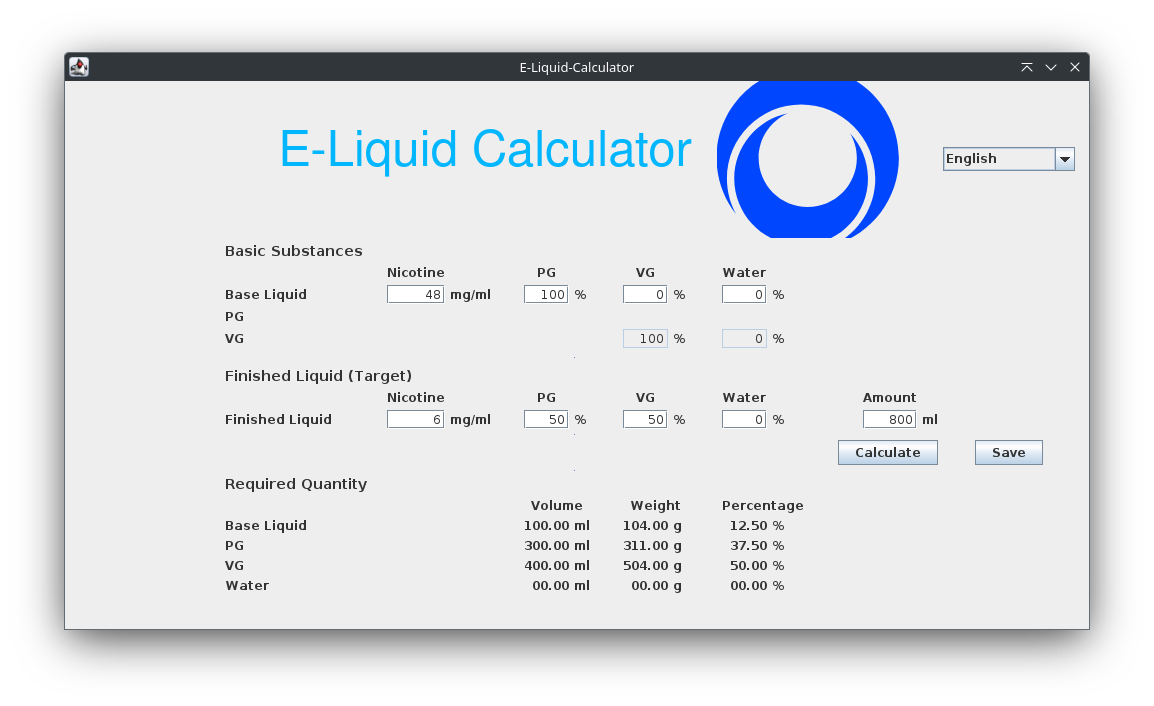 E-Liquid-Calculator
E-Liquid Calculator
English
Basic Substances
Nicotine PG VG Water
Base Liquid 48 mg/ml 100 % 0 % 0 %
PG
VG 100 % 0 %
Finished Liquid (Target)
Nicotine PG VG Water Amount
Finished Liquid 6 mg/ml 50 % 50 % 0 % 800 ml
Calculate Save
Required Quantity
Volume Weight Percentage
Base Liquid 100.00 ml 104.00 g 12.50 %
PG 300.00 ml 311.00 g 37.50 %
VG 400.00 ml 504.00 g 50.00 %
Water 00.00 ml 00.00 g 00.00 %